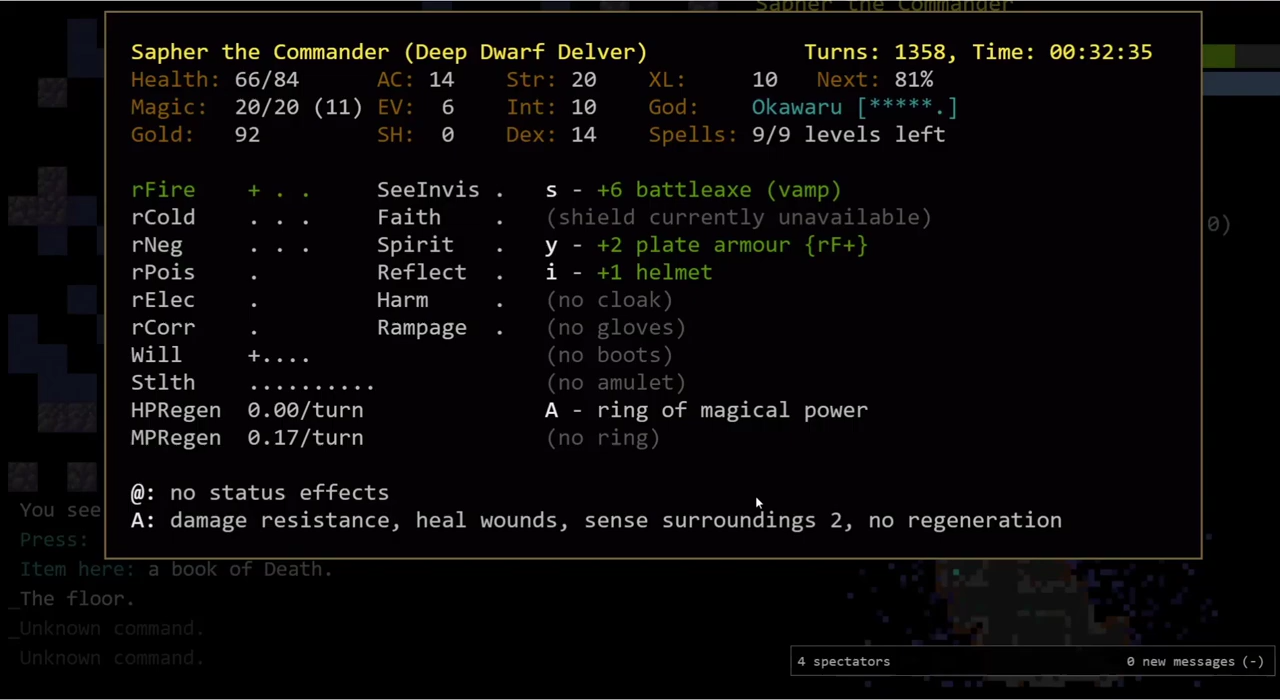 Sapher the Commander
Sapher the Commander (Deep Dwarf Delver) Turns: 1358, Time: 00:32:35
Health: 66/84 AC: 14 Str: 20 XL: 10 Next: 81%
Magic: 20/20 (11) EV: 6 Int: 10 God: Okawaru [*****.]
Gold: 92 SH: 0 Dex: 14 Spells: 9/9 levels left
rFire + . . SeeInvis . s - +6 battleaxe (vamp)
rCold . . . Faith . (shield currently unavailable)
0)
rNeg . . . Spirit . y - +2 plate armour {rF+}
rPois . Reflect . i - +1 helmet
rElec . Harm . (no cloak)
rCorr . Rampage . (no gloves)
Will +.... (no boots)
Stlth .......... (no amulet)
HPRegen 0.00/turn A - ring of magical power
MPRegen 0.17/turn (no ring)
@: no status effects
You see
A: damage resistance, heal wounds, sense surroundings 2, no regeneration
Press:
Item here: a book of Death.
_The floor.
_Unknown command.
Unknown command.
4 spectators 0 new messages (-)